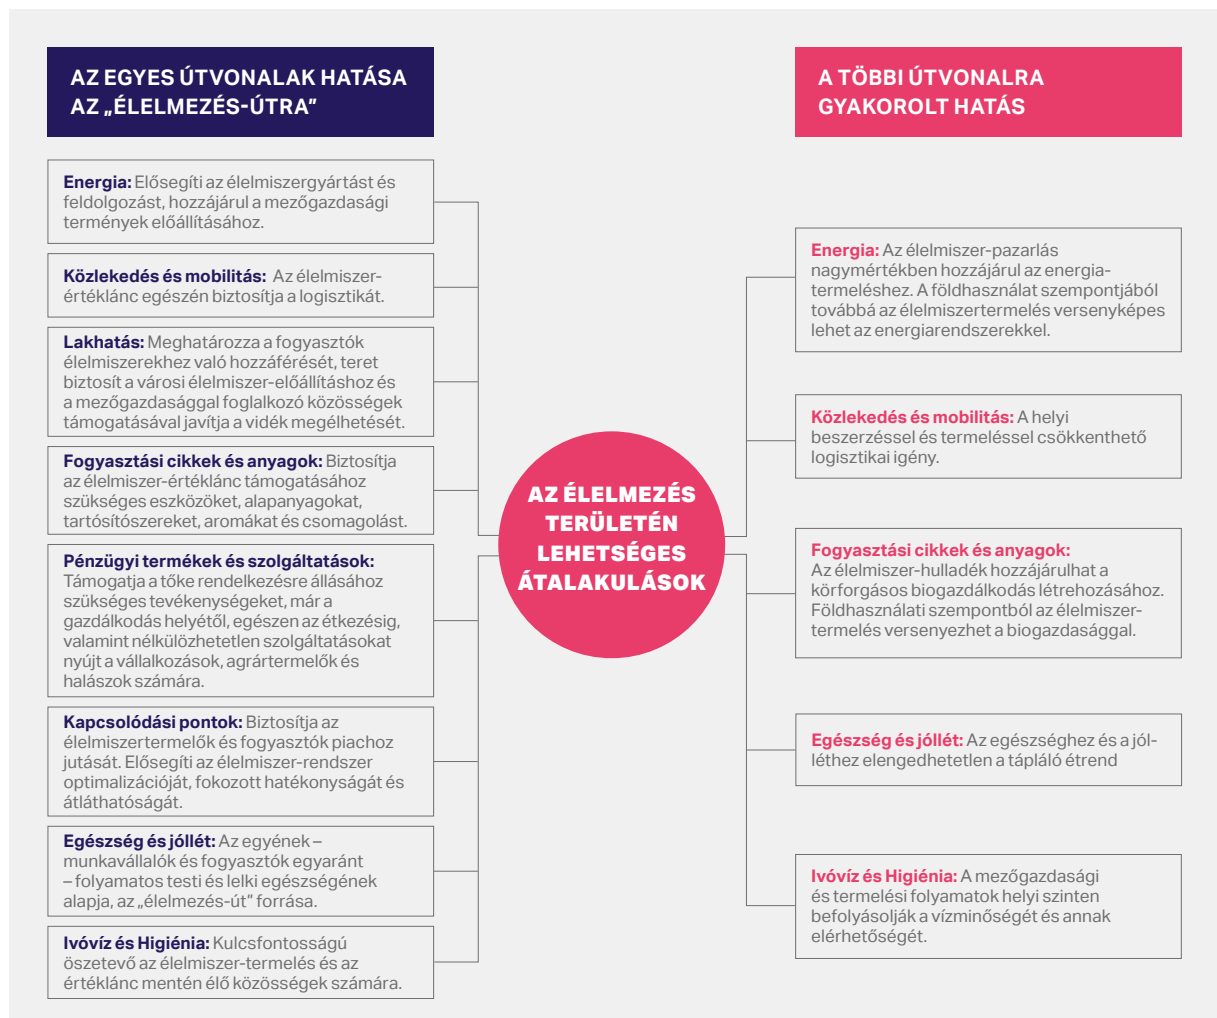 AZ EGYES ÚTVONALAK HATÁSA
AZ „ÉLELMEZÉS-ÚTRA”
Energia: Elősegíti az élelmiszergyártást és
feldolgozást, hozzájárul a mezőgazdasági
termények előállításához.
Közlekedés és mobilitás: Az élelmiszer-
értéklánc egészén biztosítja a logisztikát.
Lakhatás: Meghatározza a fogyasztók
élelmiszerekhez való hozzáférését, teret
biztosít a városi élelmiszer-előállításhoz és
a mezőgazdasággal foglalkozó közösségek
támogatásával javítja a vidék megélhetését.
Fogyasztási cikkek és anyagok: Biztosítja
az élelmiszer-értéklánc támogatásához
szükséges eszközöket, alapanyagokat,
tartósítószereket, aromákat és csomagolást.
Pénzügyi termékek és szolgáltatások:
Támogatja a tőke rendelkezésre állásához
szükséges tevékenységeket, már a
gazdálkodás helyétől, egészen az étkezésig,
valamint nélkülözhetetlen szolgáltatásokat
nyújt a vállalkozások, agrártermelők és
halászok számára.
Kapcsolódási pontok: Biztosítja az
élelmiszertermelők és fogyasztók piachoz
jutását. Elősegíti az élelmiszer-rendszer
optimalizációját, fokozott hatékonyságát és
átláthatóságát.
Egészség és jóllét: Az egyének –
munkavállalók és fogyasztók egyaránt
– folyamatos testi és lelki egészségének
alapja, az „élelmezés-út” forrása.
Ivóvíz és Higiénia: Kulcsfontosságú
öszetevő az élelmiszer-termelés és az
értéklánc mentén élő közösségek számára.
AZ ÉLELMEZÉS
TERÜLETÉN
LEHETSÉGES
ÁTALAKULÁSOK
A TÖBBI ÚTVONALRA
GYAKOROLT HATÁS
Energia: Az élelmiszer-pazarlás
nagymértékben hozzájárul az energia-
termeléshez. A földhasználat szempontjából
továbbá az élelmiszertermelés versenyképes
lehet az energiarendszerekkel.
Közlekedés és mobilitás: A helyi
beszerzéssel és termeléssel csökkenthető
logisztikai igény.
Fogyasztási cikkek és anyagok:
Az élelmiszer-hulladék hozzájárulhat a
körforgásos biogazdálkodás létrehozásához.
Földhasználati szempontból az élelmiszer-
termelés versenyezhet a biogazdasággal.
Egészség és jóllét: Az egészséghez és a jól-
léthez elengedhetetlen a tápláló étrend
Ivóvíz és Higiénia: A mezőgazdasági
és termelési folyamatok helyi szinten
befolyásolják a vízminőségét és annak
elérhetőségét.